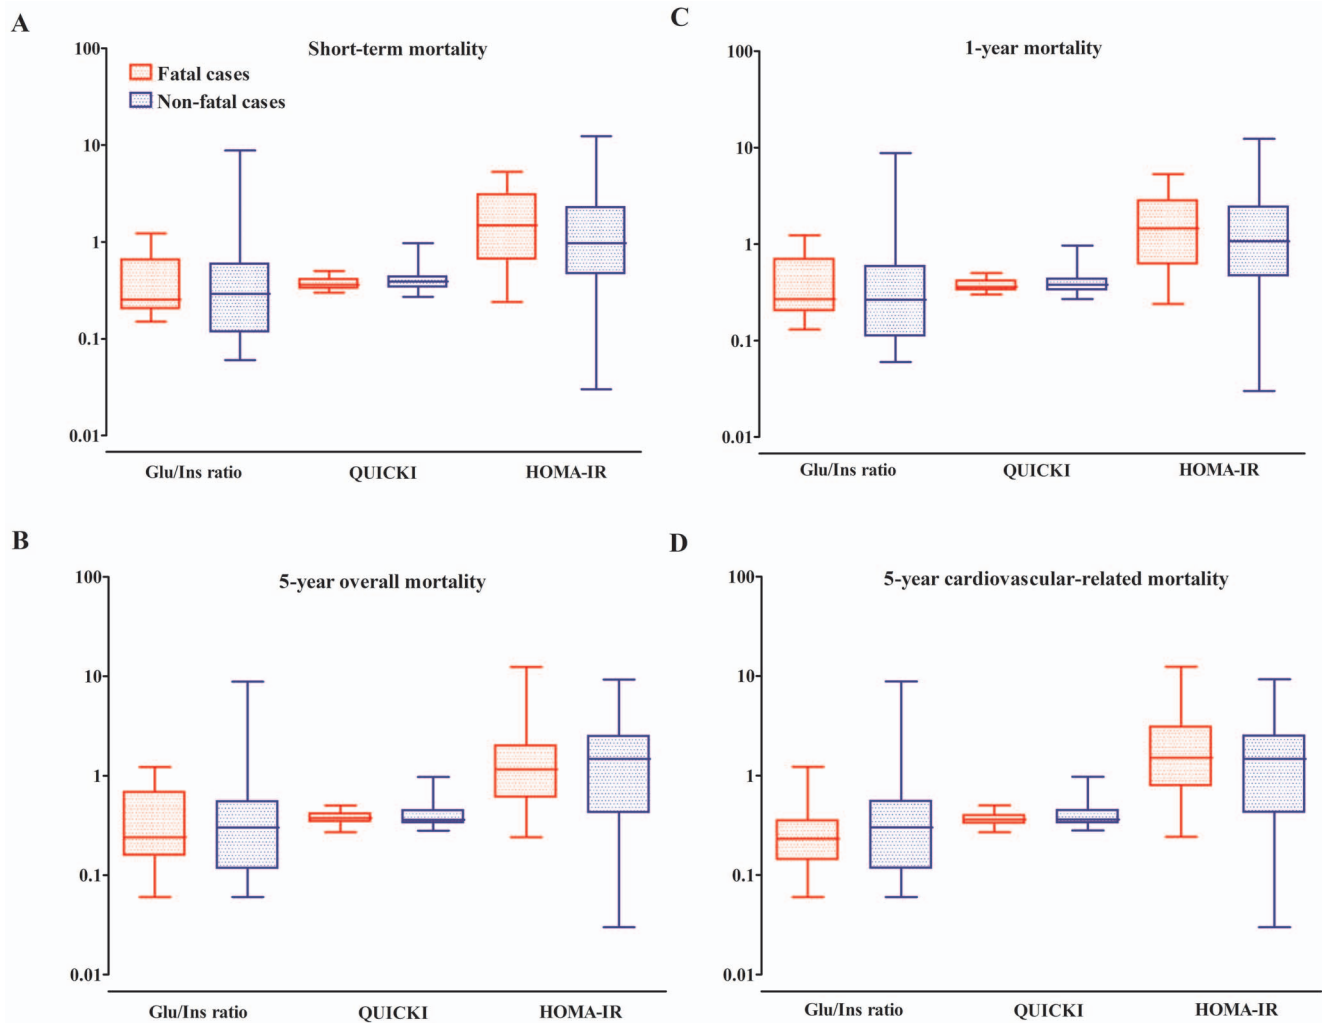 A
Short-term mortality
100
Fatal cases
Non-fatal cases
10
1
0.1
0.01
Glu/Ins ratio QUICKI HOMA-IR
C
1-year mortality
100
10
1
0.1
0.01
Glu/Ins ratio QUICKI HOMA-IR
B
5-year overall mortality
100
10
1
0.1
0.01
Glu/Ins ratio QUICKI HOMA-IR
D
5-year cardiovascular-related mortality
100
10
1
0.1
0.01
Glu/Ins ratio QUICKI HOMA-IR